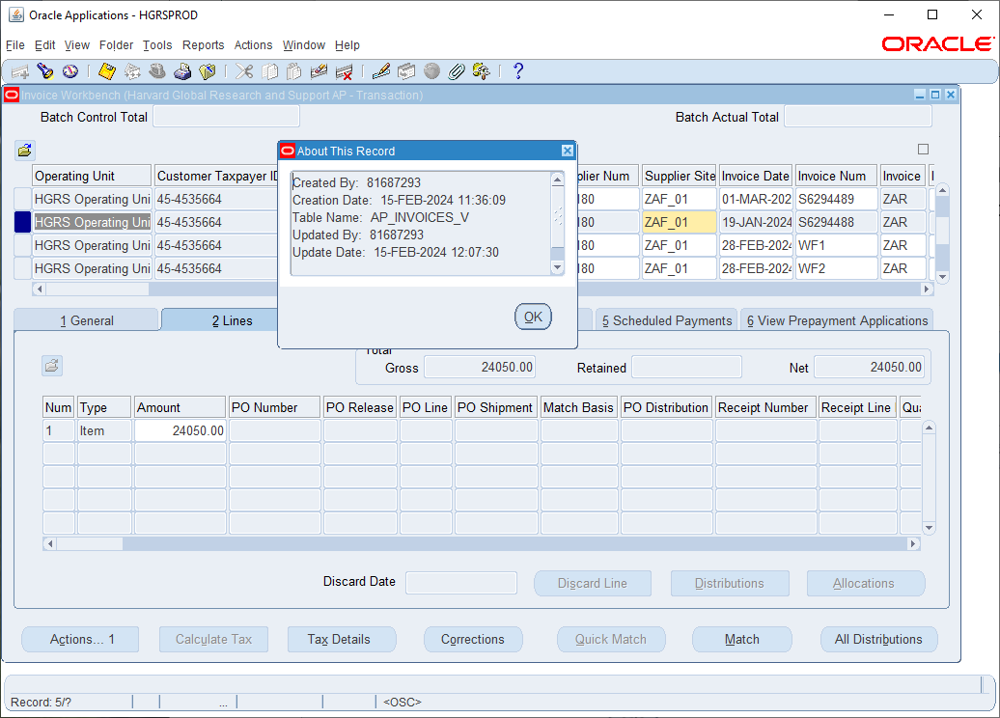 Oracle Applications - HGRSPROD
File Edit View Folder Tools Reports Actions Window Help
ORACLE
Invoice Workbench (Harvard Global Research and Support AP - Transaction)
Batch Control Total
Batch Actual Total
About This Record
Created By: 81687293
Creation Date: 15-FEB-2024 11:36:09
Table Name: AP_INVOICES_V
Updated By: 81687293
Update Date: 15-FEB-2024 12:07:30
OK
Operating Unit Customer Taxpayer ID plier Num Supplier Site Invoice Date Invoice Num Invoice
HGRS Operating Uni 45-4535664 180 ZAF_01 01-MAR-202 S6294489 ZAR
HGRS Operating Uni 45-4535664 180 ZAF_01 19-JAN-2024 S6294488 ZAR
HGRS Operating Uni 45-4535664 180 ZAF_01 28-FEB-2024 WF1 ZAR
HGRS Operating Uni 45-4535664 180 ZAF_01 28-FEB-2024 WF2 ZAR
1 General 2 Lines 5 Scheduled Payments 6 View Prepayment Applications
Total
Gross 24050.00 Retained Net 24050.00
Num Type Amount PO Number PO Release PO Line PO Shipment Match Basis PO Distribution Receipt Number Receipt Line Qua
1 Item 24050.00
Discard Date Discard Line Distributions Allocations
Actions... 1 Calculate Tax Tax Details Corrections Quick Match Match All Distributions
Record: 5/? ... <OSC>